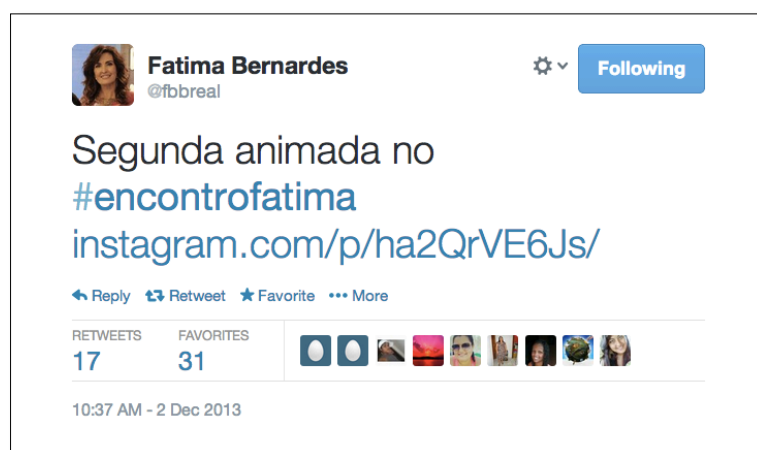 Fatima Bernardes
@fbbreal
Following
Segunda animada no
#encontrofatima
instagram.com/p/ha2QrVE6Js/
Reply Retweet Favorite More
RETWEETS FAVORITES
17 31
10:37 AM - 2 Dec 2013